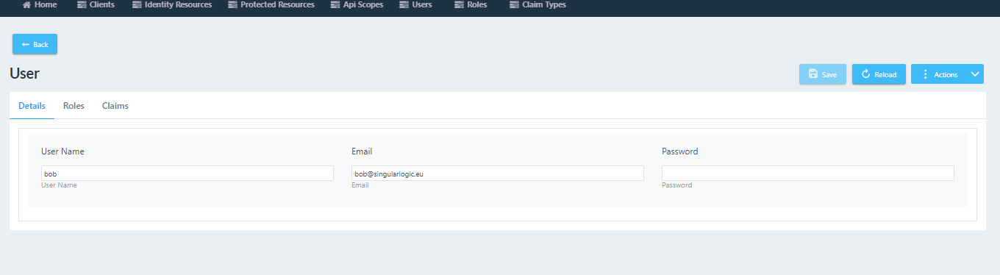 Home Clients Identity Resources Protected Resources Api Scopes Users Roles Claim Types
Back
User
Save Reload Actions
Details Roles Claims
User Name Email Password
bob bob@singularlogic.eu
User Name Email Password